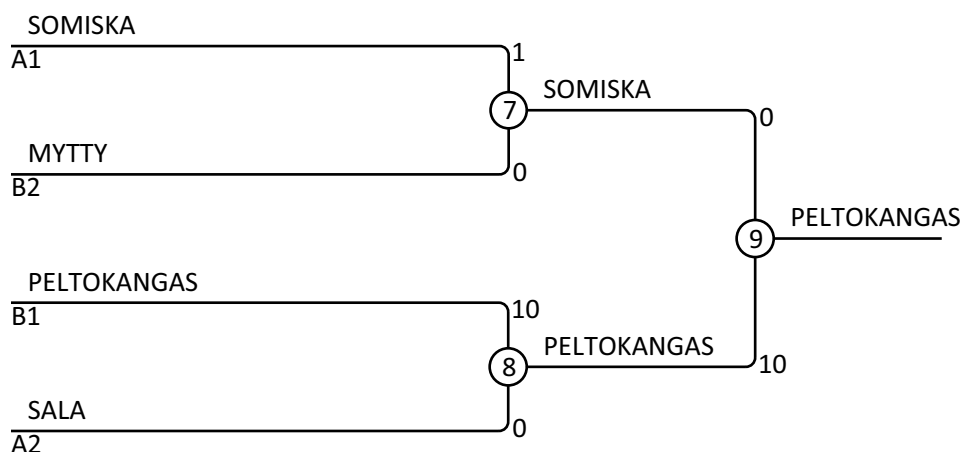 SOMISKA
A1
1
7
SOMISKA
0
MYTTY
B2
0
9
PELTOKANGAS
PELTOKANGAS
B1
10
8
PELTOKANGAS
10
SALA
A2
0